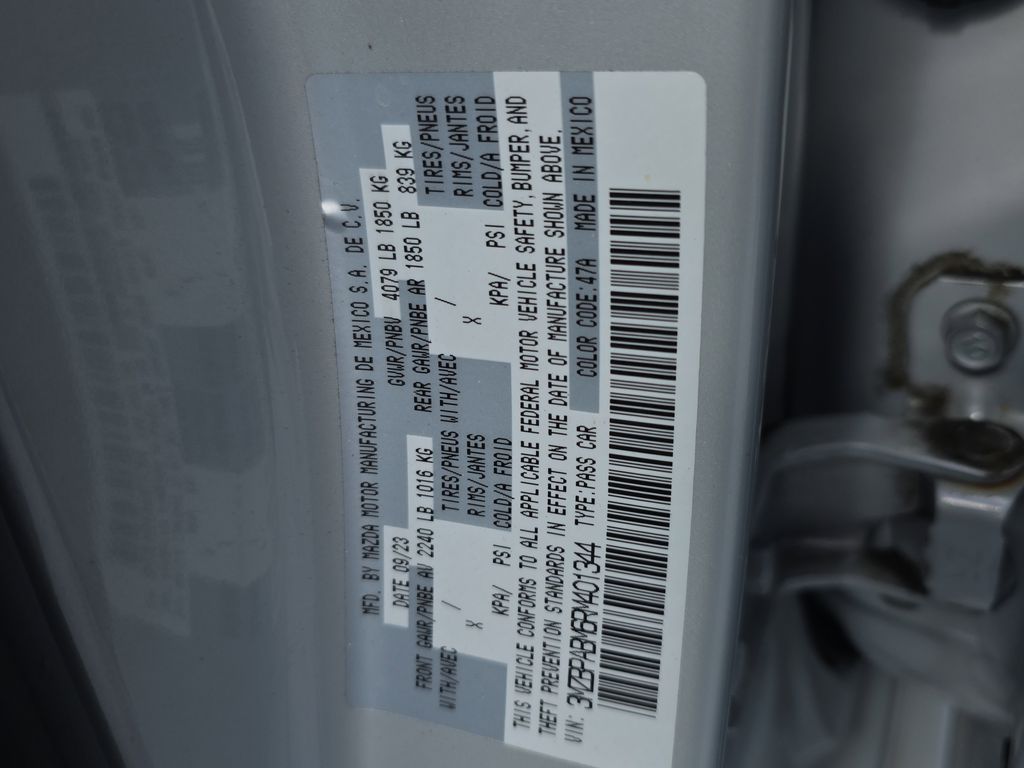 MFD. BY MAZDA MOTOR MANUFACTURING DE MEXICO S.A. DE C.V.
DATE 09/23 GVWR/PNBV 4079 LB 1850 KG
FRONT GAWR/PNBE AV 2240 LB 1016 KG REAR GAWR/PNBE AR 1850 LB 839 KG
WITH/AVEC / TIRES/PNEUS WITH/AVEC / TIRES/PNEUS
X RIMS/JANTES X RIMS/JANTES
KPA/ PSI COLD/A FROID KPA/ PSI COLD/A FROID
THIS VEHICLE CONFORMS TO ALL APPLICABLE FEDERAL MOTOR VEHICLE SAFETY, BUMPER, AND
THEFT PREVENTION STANDARDS IN EFFECT ON THE DATE OF MANUFACTURE SHOWN ABOVE.
VIN: 3MZBPABM6RM401344 TYPE:PASS CAR COLOR CODE.47A MADE IN MEXICO